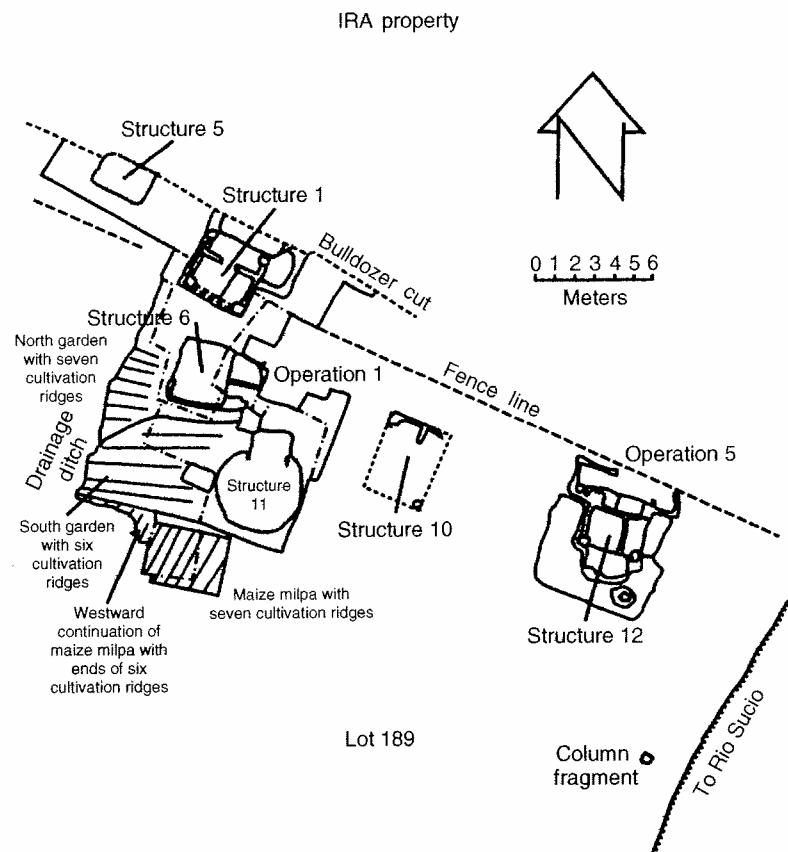 IRA property
Structure 5
Structure 1
Bulldozer cut
0 1 2 3 4 5 6
Meters
Structure 6
North garden
with seven
cultivation
ridges
Operation 1
Fence line
Drainage
ditch
Operation 5
Structure
11
Structure 10
South garden
with six
cultivation
ridges
Maize milpa with
seven cultivation ridges
Westward
continuation of
maize milpa with
ends of six
cultivation ridges
Structure 12
Lot 189
Column
fragment
To Rio Sucio